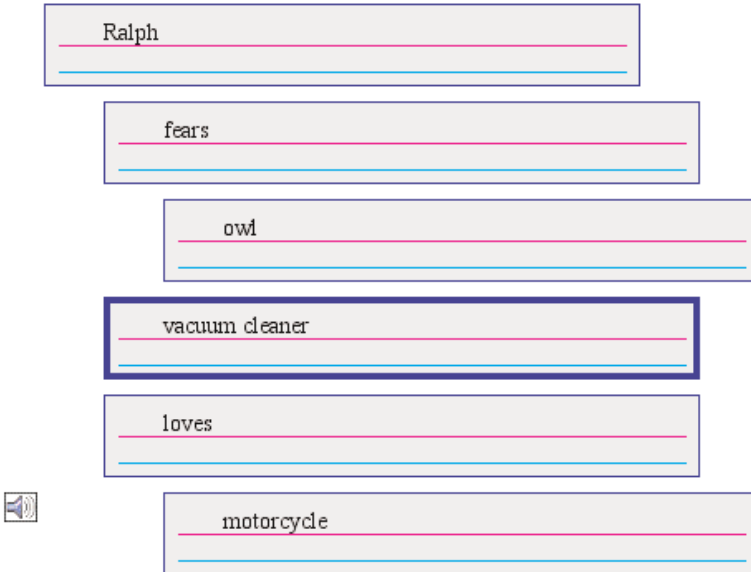 Ralph
fears
owl
vacuum cleaner
loves
motorcycle